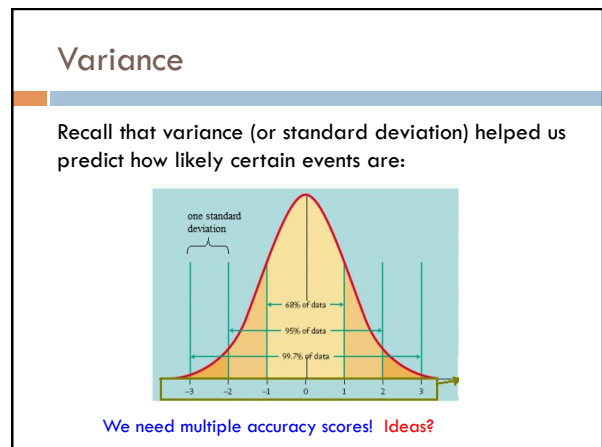 Variance
Recall that variance (or standard deviation) helped us
predict how likely certain events are:
one standard
deviation
68% of data
95% of data
99.7% of data
-3 -2 -1 0 1 2 3
We need multiple accuracy scores! Ideas?